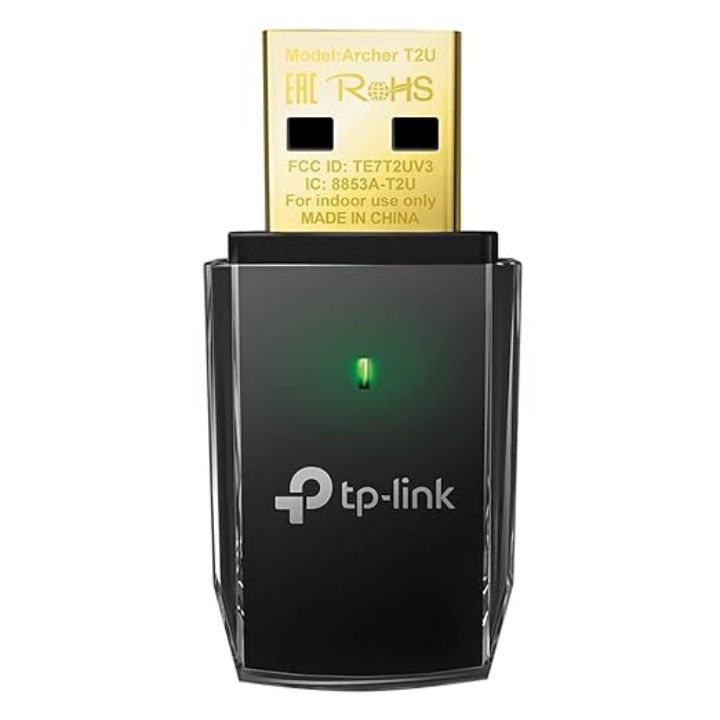 Model:Archer T2U
EAC RoHS
FCC ID: TE7T2UV3
IC: 8853A-T2U
For indoor use only
MADE IN CHINA
tp-link